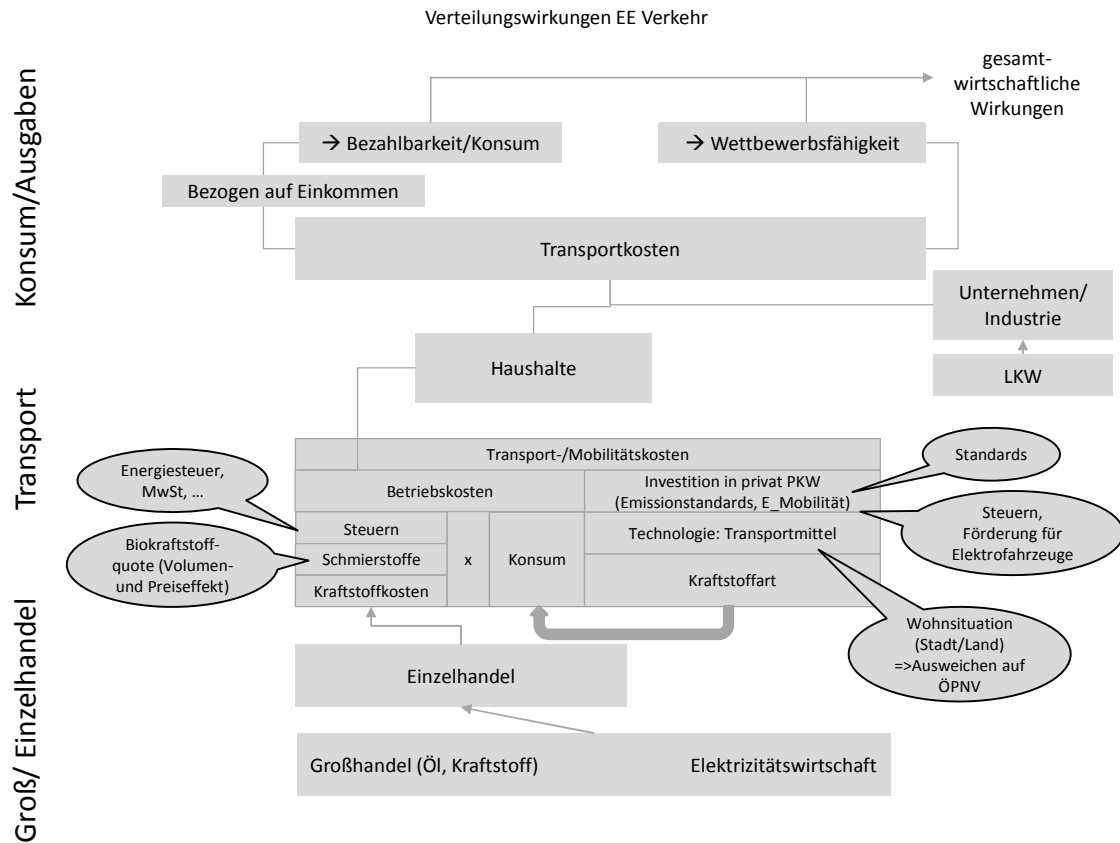 Verteilungswirkungen EE Verkehr
Konsum/Ausgaben
gesamt-
wirtschaftliche
Wirkungen
→ Bezahlbarkeit/Konsum
→ Wettbewerbsfähigkeit
Bezogen auf Einkommen
Transportkosten
Unternehmen/
Industrie
Haushalte
LKW
Transport
Transport-/Mobilitätskosten
Standards
Energiesteuer,
MwSt, ...
Betriebskosten
Investition in privat PKW
(Emissionstandards, E_Mobilität)
Steuern,
Förderung für
Elektrofahrzeuge
Steuern
Schmierstoffe
Kraftstoffkosten
x
Konsum
Technologie: Transportmittel
Kraftstoffart
Biokraftstoff-
quote (Volumen-
und Preiseffekt)
Wohnsituation
(Stadt/Land)
=>Ausweichen auf
ÖPNV
Groß/ Einzelhandel
Einzelhandel
Großhandel (Öl, Kraftstoff)
Elektrizitätswirtschaft